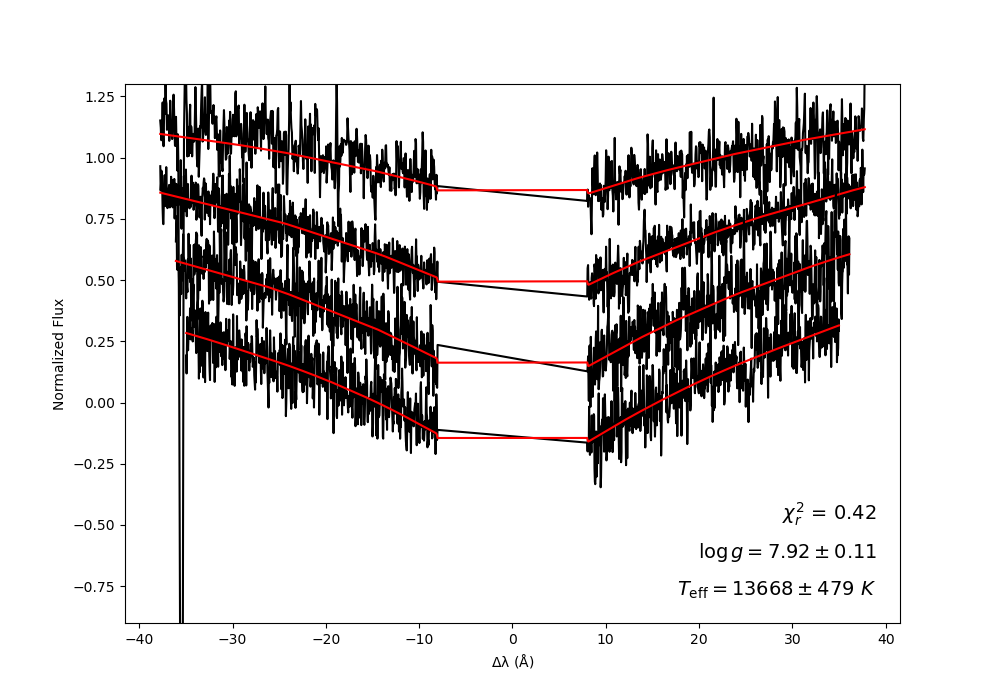 1.25
1.00
0.75
0.50
0.25
0.00
−0.25
−0.50
−0.75
Normalized Flux
χ²ᵣ = 0.42
log g = 7.92 ± 0.11
T_eff = 13668 ± 479 K
−40 −30 −20 −10 0 10 20 30 40
Δλ (Å)